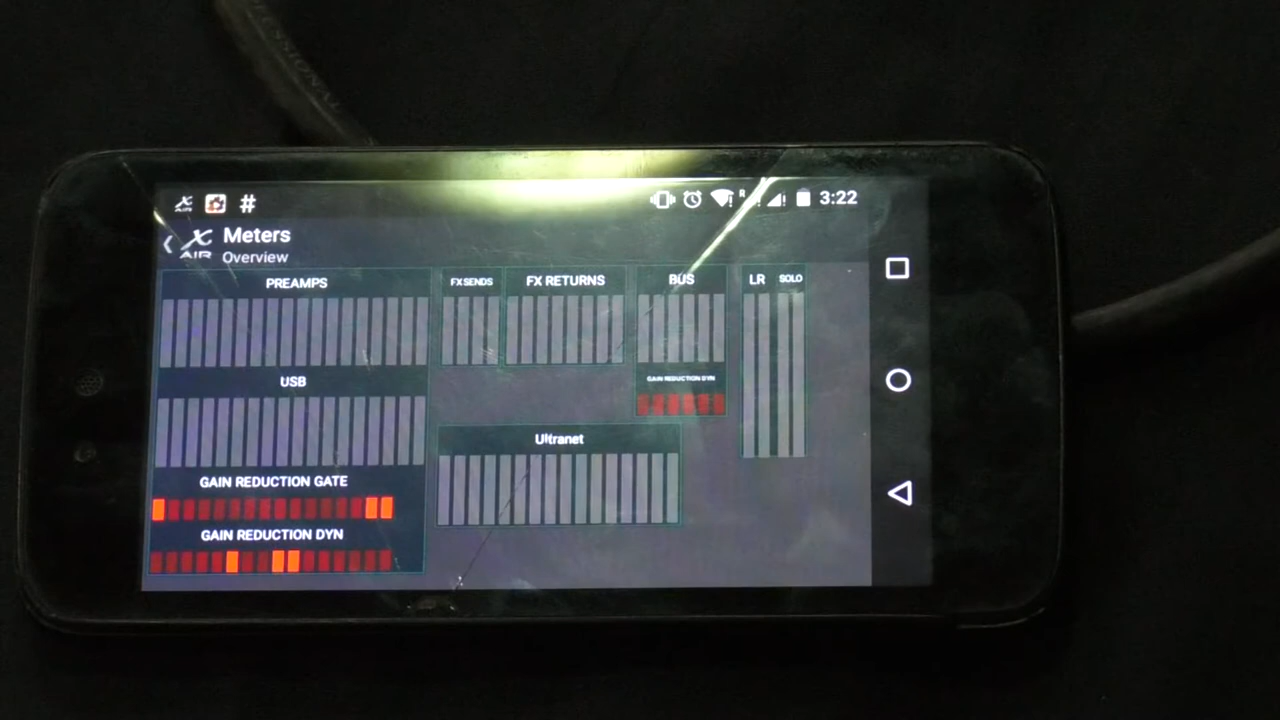 # 3:22
X AIR Meters
Overview
PREAMPS FX SENDS FX RETURNS BUS LR SOLO
USB GAIN REDUCTION DYN
Ultranet
GAIN REDUCTION GATE
GAIN REDUCTION DYN